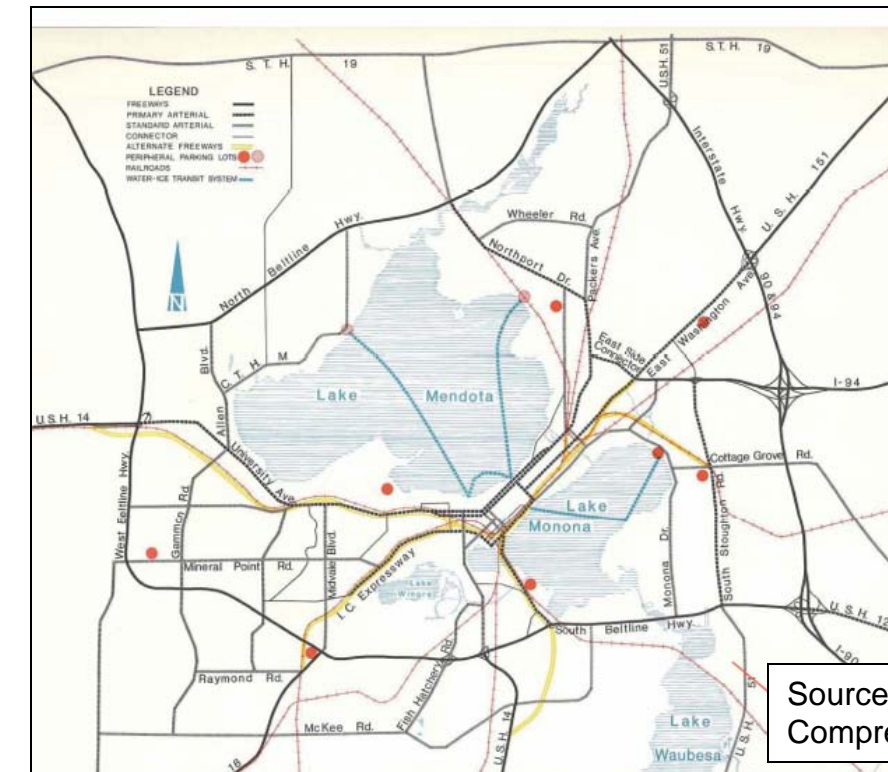 S. T. H. 19
S.T.H. 19
U.S.H. 51
LEGEND
FREEWAYS
PRIMARY ARTERIAL
STANDARD ARTERIAL
CONNECTOR
ALTERNATE FREEWAYS
PERIPHERAL PARKING LOTS
RAILROADS
WATER-ICE TRANSIT SYSTEM
N
Interstate Hwy. 90 & 94
U. S. H. 151
Wheeler Rd.
Northport Dr.
Packers Ave.
North Beltline Hwy.
East Side Connector
East Washington Ave.
I-94
C. T. H. M
Allen Blvd.
Lake Mendota
U.S.H. 14
University Ave.
West Beltline Hwy.
Gammon Rd.
Cottage Grove Rd.
Lake Monona
Monona Dr.
South Stoughton Rd.
Mineral Point Rd.
Midvale Blvd.
I.C. Expressway
Lake Wingra
U.S.H. 12
I-90
South Beltline Hwy.
Fish Hatchery Rd.
Raymond Rd.
McKee Rd.
U.S.H. 14
18
Lake Waubesa
U.S.H. 51
Source
Compre